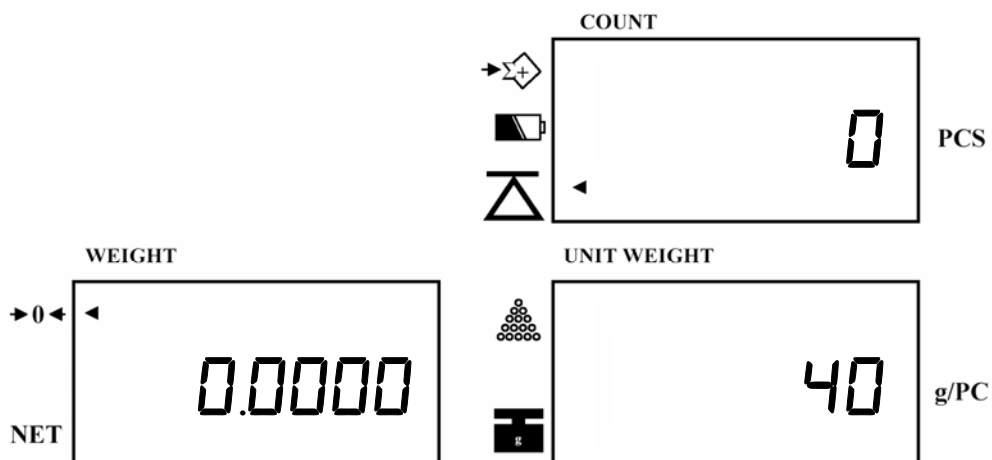 COUNT
Σ+
0 PCS
WEIGHT
UNIT WEIGHT
0
0.0000
40 g/PC
NET
g